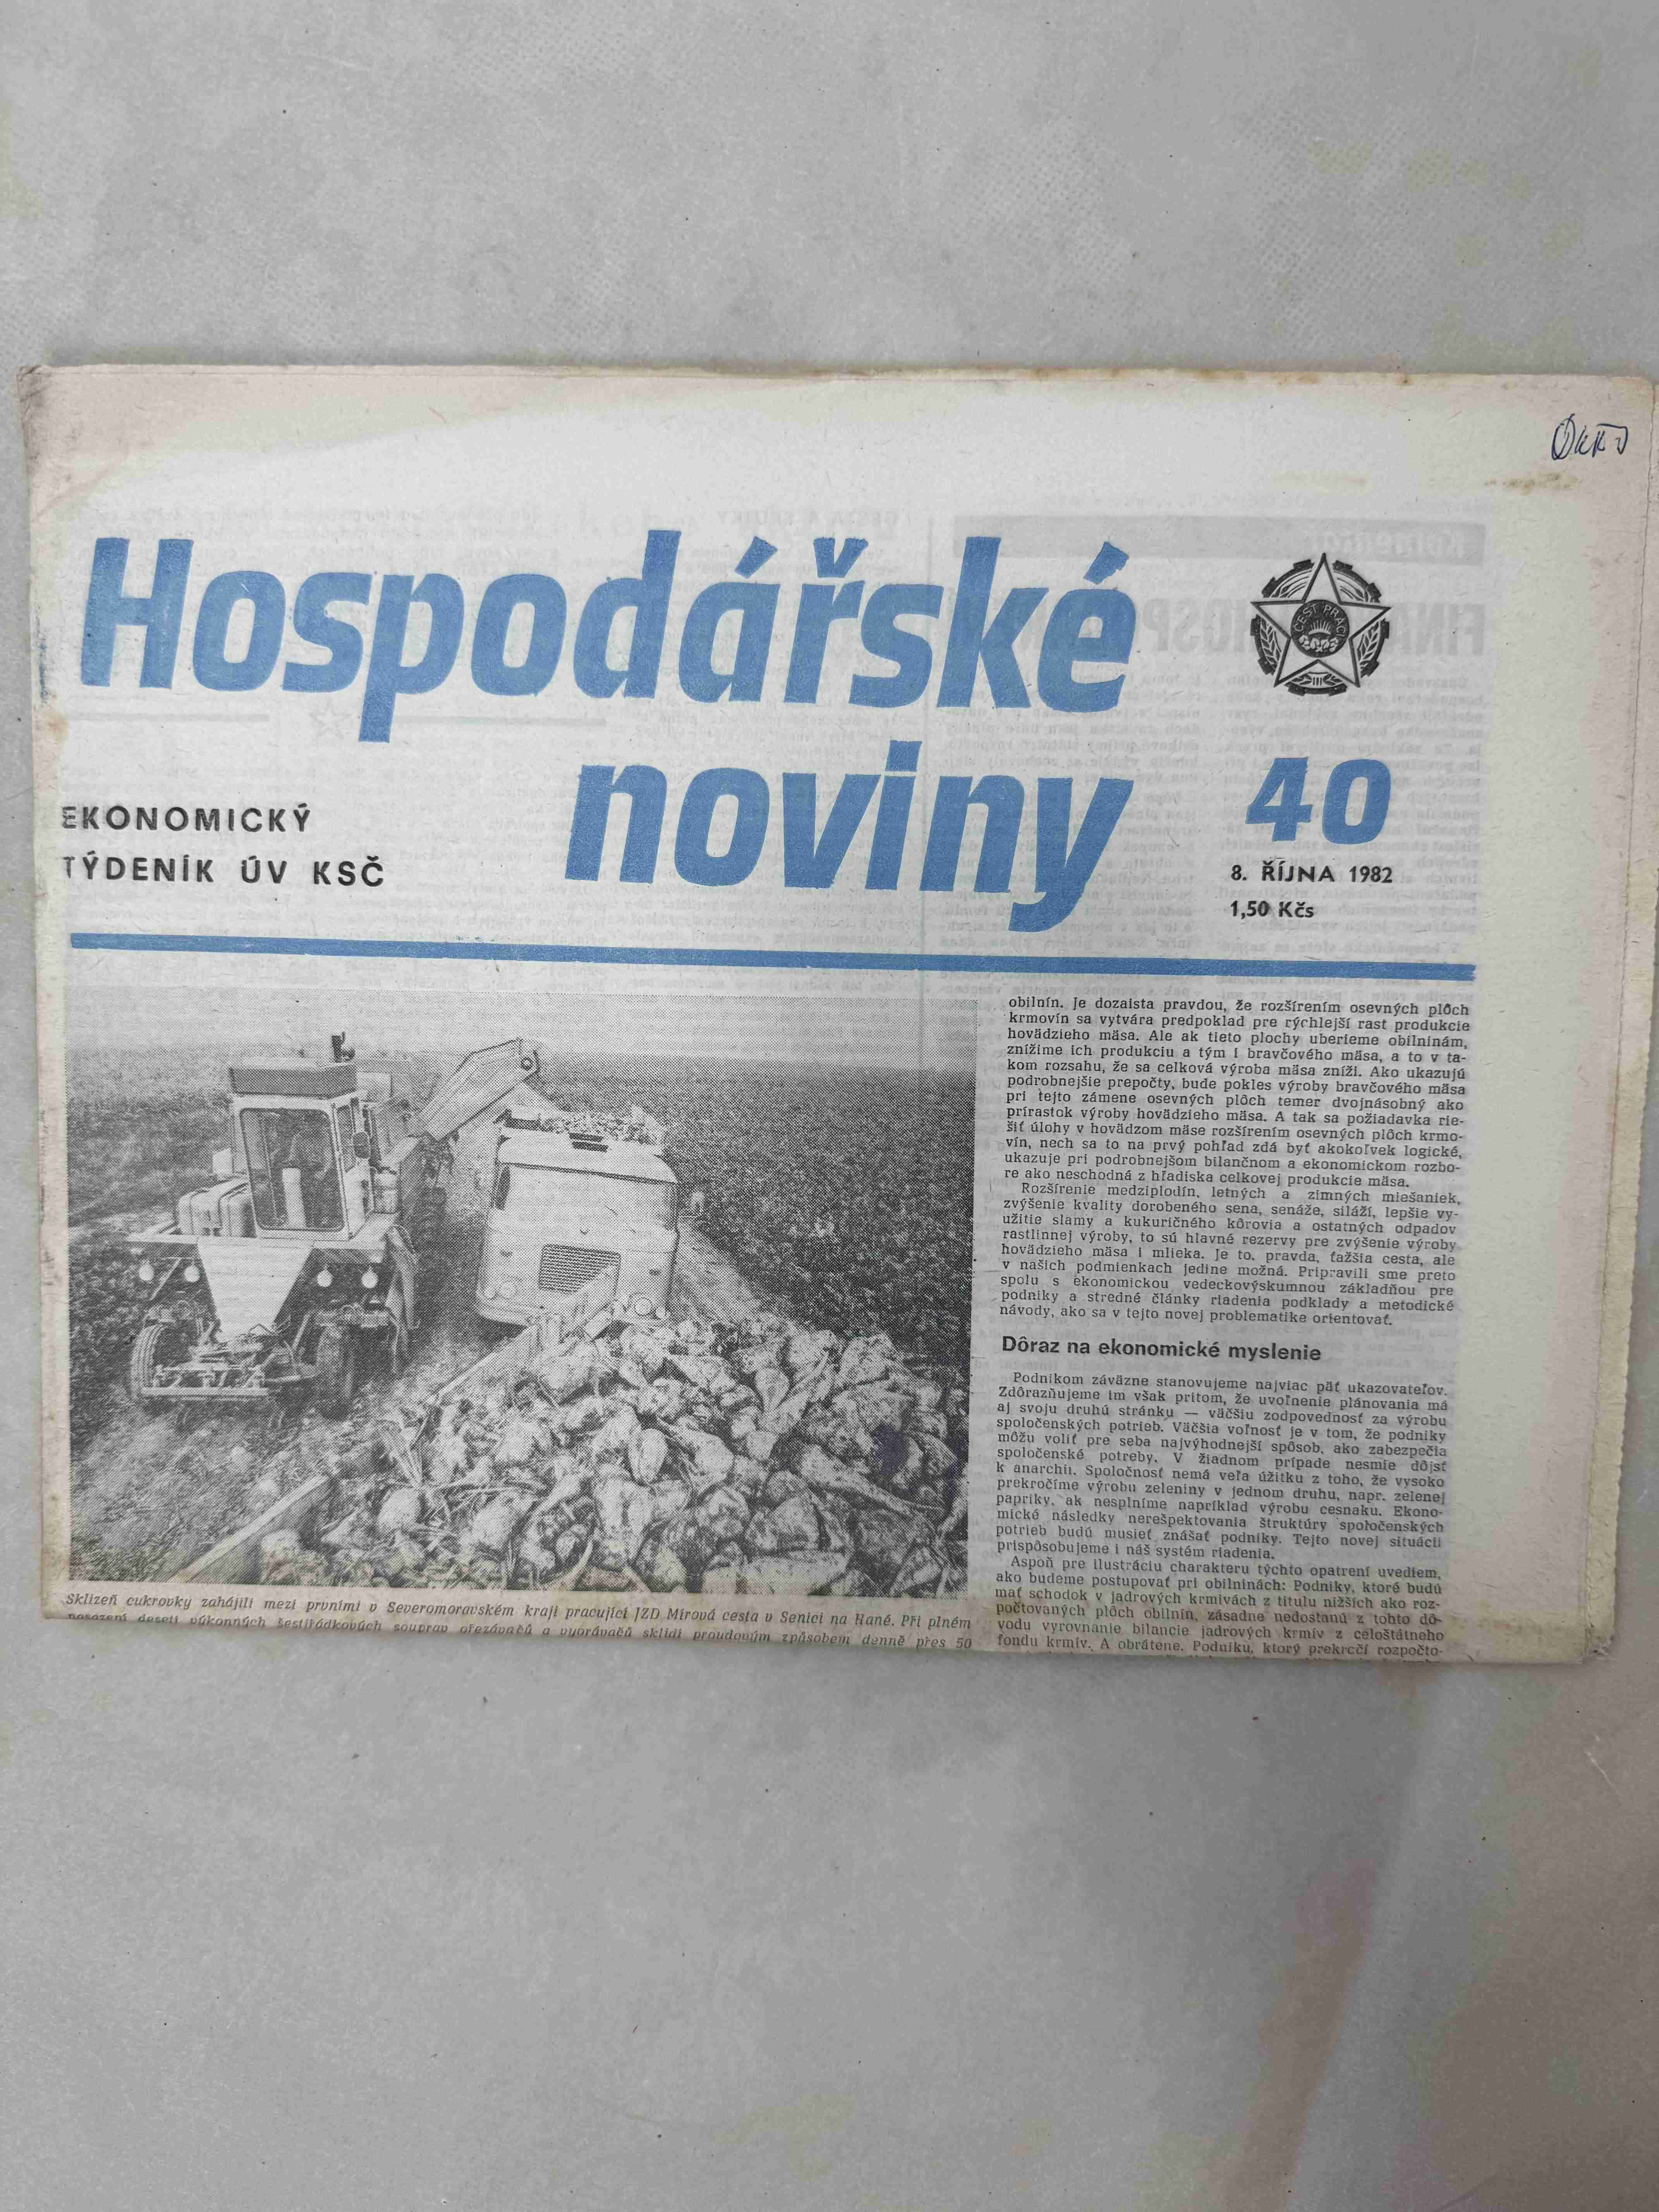 Hospodářské
noviny
EKONOMICKÝ
TÝDENÍK ÚV KSČ
ČEST PRÁCI
40
8. ŘÍJNA 1982
1,50 Kčs
Sklizeň cukrovky zahájili mezi prvními v Severomoravském kraji pracující JZD Mírová cesta v Senici na Hané. Při plném
nasazení deseti výkonných šestiřádkových souprav ořezávačů a vyorávačů sklidí proudovým způsobem denně přes 50
obilnín. Je dozaista pravdou, že rozšírením osevných plôch
krmovín sa vytvára predpoklad pre rýchlejší rast produkcie
hovädzieho mäsa. Ale ak tieto plochy uberieme obilninám,
znížime ich produkciu a tým i bravčového mäsa, a to v ta-
kom rozsahu, že sa celková výroba mäsa zníži. Ako ukazujú
podrobnejšie prepočty, bude pokles výroby bravčového mäsa
pri tejto zámene osevných plôch temer dvojnásobný ako
prírastok výroby hovädzieho mäsa. A tak sa požiadavka rie-
šiť úlohy v hovädzom mäse rozšírením osevných plôch krmo-
vín, nech sa to na prvý pohľad zdá byť akokoľvek logické,
ukazuje pri podrobnejšom bilančnom a ekonomickom rozbo-
re ako neschodná z hľadiska celkovej produkcie mäsa.
Rozšírenie medziplodín, letných a zimných miešaniek,
zvýšenie kvality dorobeného sena, senáže, siláží, lepšie vy-
užitie slamy a kukuričného kôrovia a ostatných odpadov
rastlinnej výroby, to sú hlavné rezervy pre zvýšenie výroby
hovädzieho mäsa i mlieka. Je to, pravda, ťažšia cesta, ale
v našich podmienkach jedine možná. Pripravili sme preto
spolu s ekonomickou vedeckovýskumnou základňou pre
podniky a stredné články riadenia podklady a metodické
návody, ako sa v tejto novej problematike orientovať.
Dôraz na ekonomické myslenie
Podnikom záväzne stanovujeme najviac päť ukazovateľov.
Zdôrazňujeme im však pritom, že uvoľnenie plánovania má
aj svoju druhú stránku — väčšiu zodpovednosť za výrobu
spoločenských potrieb. Väčšia voľnosť je v tom, že podniky
môžu voliť pre seba najvýhodnejší spôsob, ako zabezpečia
spoločenské potreby. V žiadnom prípade nesmie dôjsť
k anarchii. Spoločnosť nemá veľa úžitku z toho, že vysoko
prekročíme výrobu zeleniny v jednom druhu, napr. zelenej
papriky, ak nesplníme napríklad výrobu cesnaku. Ekono-
mické následky nerešpektovania štruktúry spoločenských
potrieb budú musieť znášať podniky. Tejto novej situácii
prispôsobujeme i náš systém riadenia.
Aspoň pre ilustráciu charakteru týchto opatrení uvediem,
ako budeme postupovať pri obilninách: Podniky, ktoré budú
mať schodok v jadrových krmivách z titulu nižších ako roz-
počtovaných plôch obilnín, zásadne nedostanú z tohto dô-
vodu vyrovnanie bilancie jadrových krmív z celoštátneho
fondu krmív. A obrátene. Podniku, ktorý prekročí rozpočto-